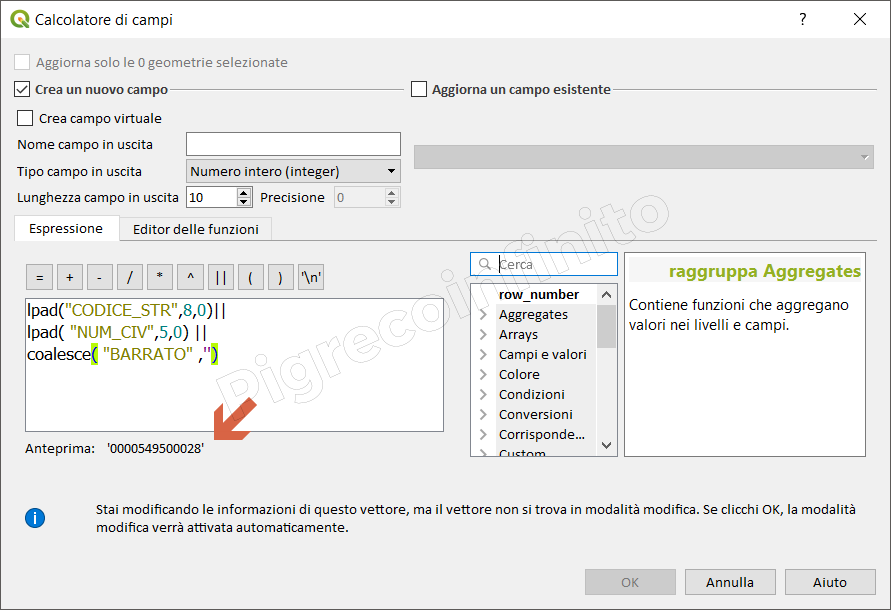 Calcolatore di campi
?
Aggiorna solo le 0 geometrie selezionate
Crea un nuovo campo
Aggiorna un campo esistente
Crea campo virtuale
Nome campo in uscita
Tipo campo in uscita
Numero intero (integer)
Lunghezza campo in uscita
10
Precisione
0
Espressione
Editor delle funzioni
= + - / * ^ || ( ) '\n'
lpad("CODICE_STR",8,0)||
lpad( "NUM_CIV",5,0) ||
coalesce( "BARRATO" ,'')
Anteprima: '0000549500028'
Cerca
row_number
Aggregates
Arrays
Campi e valori
Colore
Condizioni
Conversioni
Corrisponde...
Custom
raggruppa Aggregates
Contiene funzioni che aggregano
valori nei livelli e campi.
Pigrecoinfinito
Stai modificando le informazioni di questo vettore, ma il vettore non si trova in modalità modifica. Se clicchi OK, la modalità
modifica verrà attivata automaticamente.
OK
Annulla
Aiuto